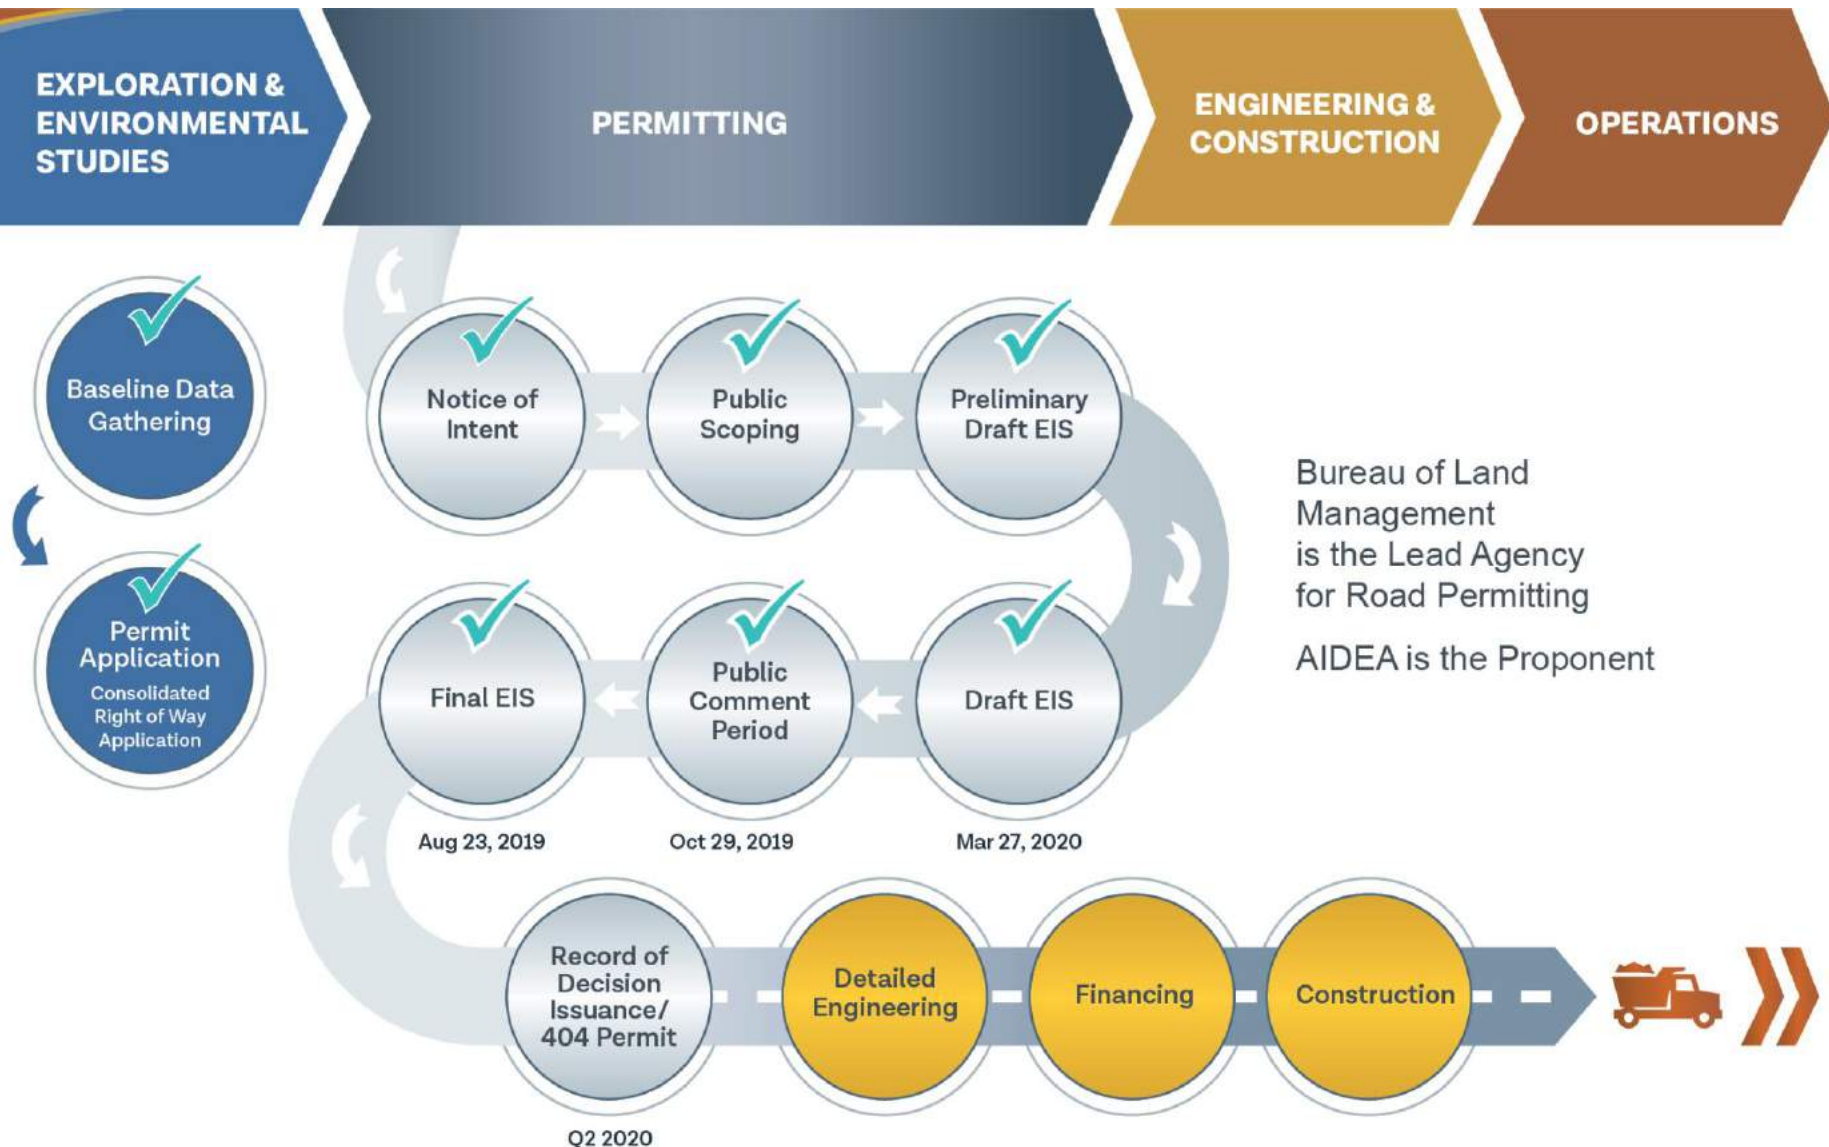 EXPLORATION &
ENVIRONMENTAL
STUDIES
PERMITTING
ENGINEERING &
CONSTRUCTION
OPERATIONS
Baseline Data
Gathering
Permit
Application
Consolidated
Right of Way
Application
Notice of
Intent
Public
Scoping
Preliminary
Draft EIS
Final EIS
Public
Comment
Period
Draft EIS
Aug 23, 2019
Oct 29, 2019
Mar 27, 2020
Bureau of Land
Management
is the Lead Agency
for Road Permitting
AIDEA is the Proponent
Record of
Decision
Issuance/
404 Permit
Q2 2020
Detailed
Engineering
Financing
Construction